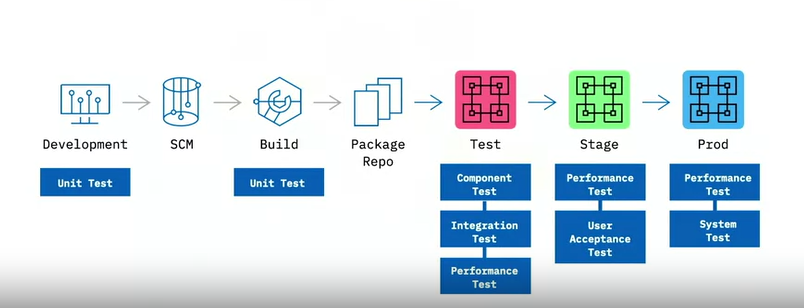 Development
SCM
Build
Package
Repo
Test
Stage
Prod
Unit Test
Unit Test
Component
Test
Integration
Test
Performance
Test
Performance
Test
User
Acceptance
Test
Performance
Test
System
Test